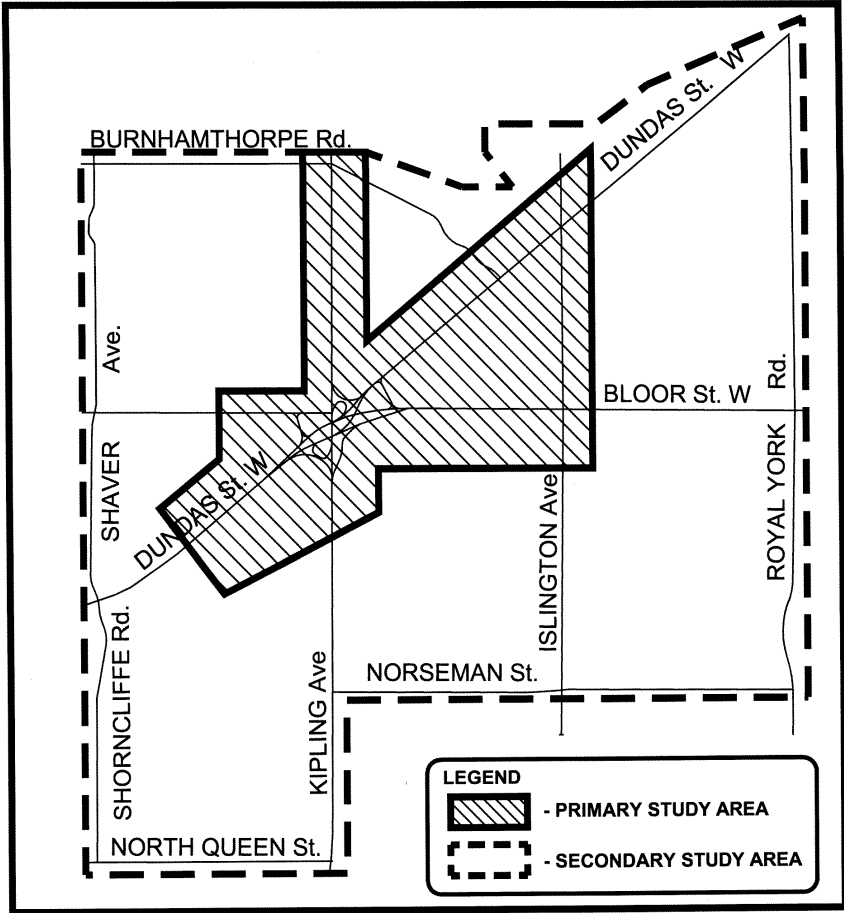 DUNDAS St. W
BURNHAMTHORPE Rd.
SHAVER Ave.
BLOOR St. W
ROYAL YORK Rd.
DUNDAS St. W
ISLINGTON Ave
SHORNCLIFFE Rd.
KIPLING Ave
NORSEMAN St.
NORTH QUEEN St.
LEGEND
- PRIMARY STUDY AREA
- SECONDARY STUDY AREA